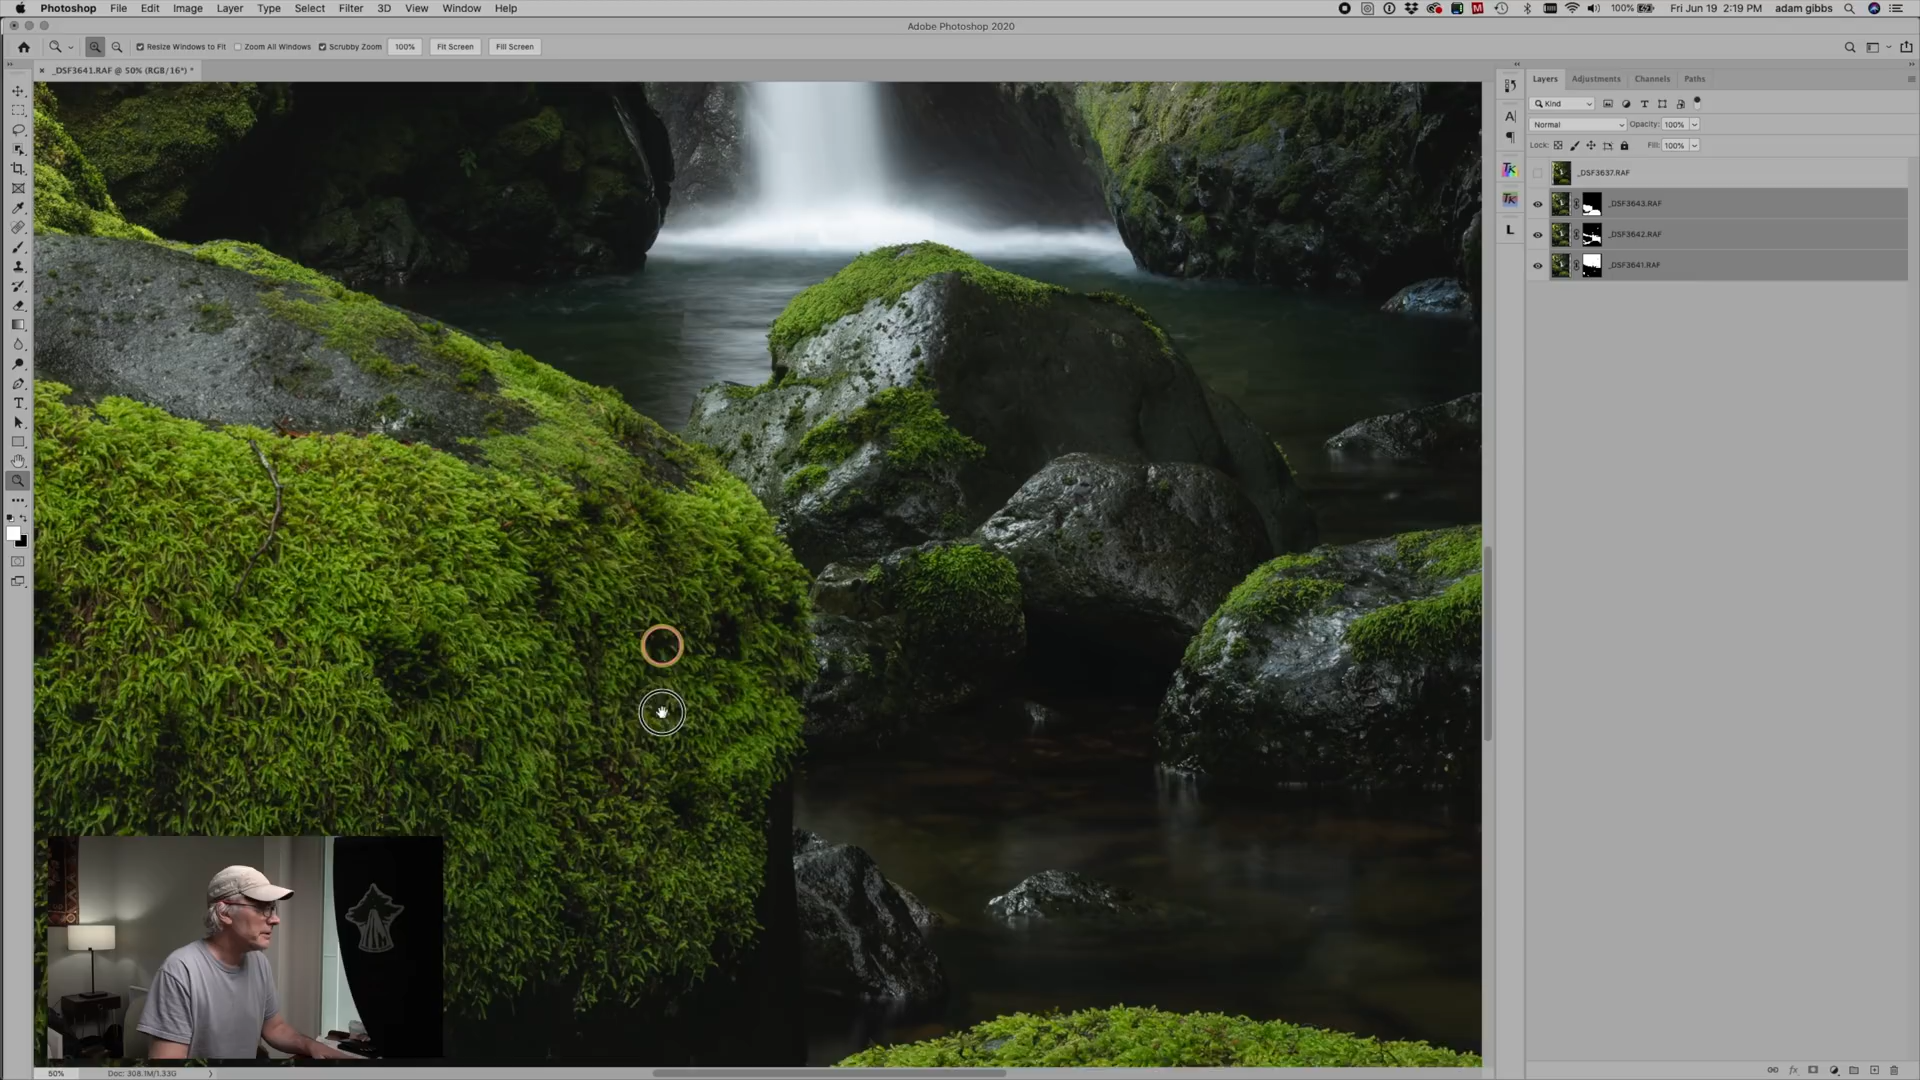 Photoshop File Edit Image Layer Type Select Filter 3D View Window Help 100% Fri Jun 19 2:19 PM adam gibbs
Adobe Photoshop 2020
Resize Windows to Fit Zoom All Windows Scrubby Zoom 100% Fit Screen Fill Screen
× _DSF3641.RAF @ 50% (RGB/16*) *
Layers Adjustments Channels Paths
Kind
Normal Opacity: 100%
Lock: Fill: 100%
_DSF3637.RAF
_DSF3643.RAF
_DSF3642.RAF
_DSF3641.RAF
50% Doc: 308.1M/1.33G